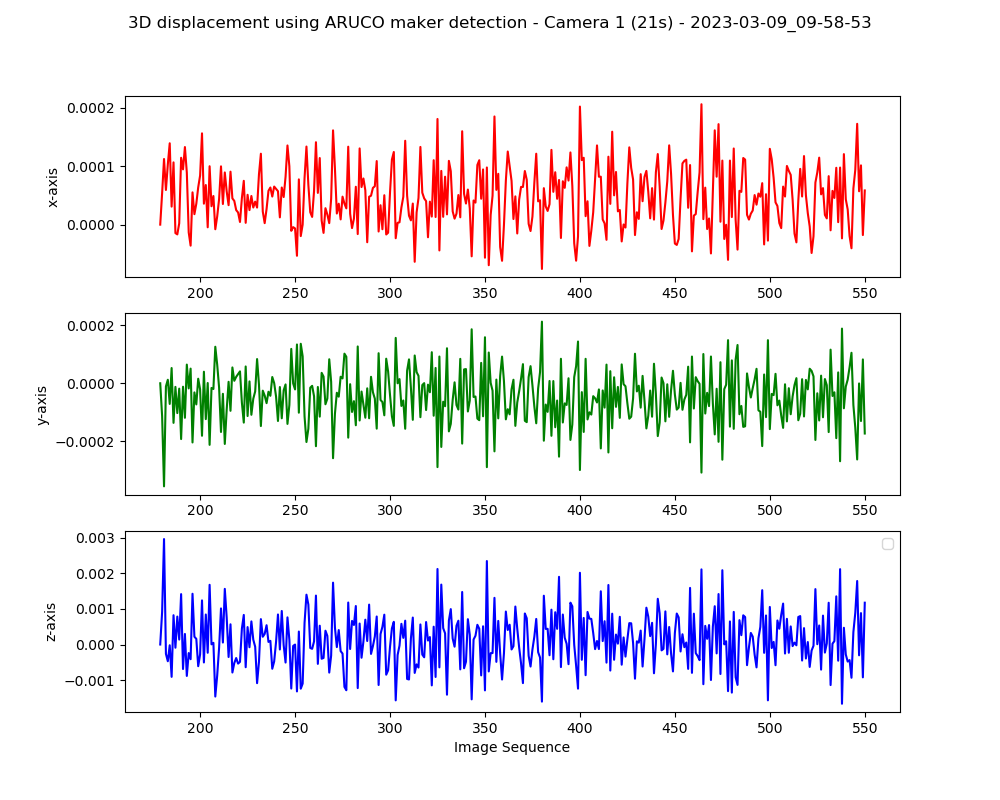 3D displacement using ARUCO maker detection - Camera 1 (21s) - 2023-03-09_09-58-53
0.0002
0.0001
0.0000
x-axis
200 250 300 350 400 450 500 550
0.0002
0.0000
−0.0002
y-axis
200 250 300 350 400 450 500 550
0.003
0.002
0.001
0.000
−0.001
z-axis
200 250 300 350 400 450 500 550
Image Sequence